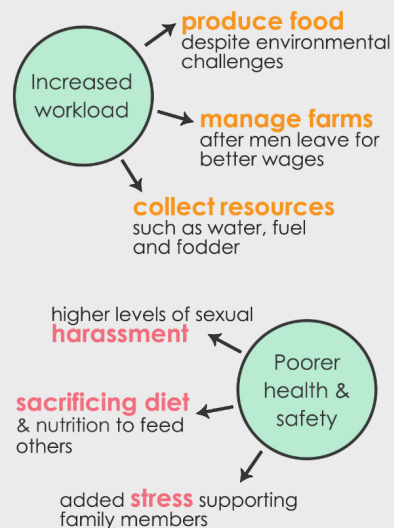 Increased
workload
produce food
despite environmental
challenges
manage farms
after men leave for
better wages
collect resources
such as water, fuel
and fodder
higher levels of sexual
harassment
Poorer
health &
safety
sacrificing diet
& nutrition to feed
others
added stress supporting
family members